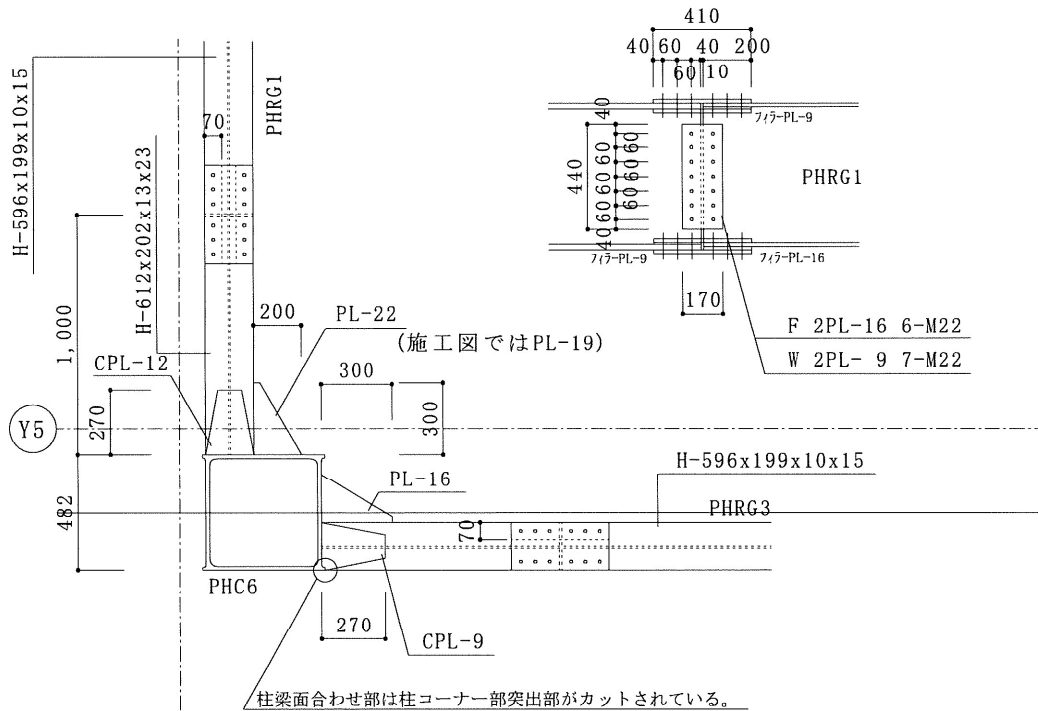 410
40 60 40 200
60 10
フィラ-PL-9
40
60
60
60
60
60
60
40
440
PHRG1
フィラ-PL-9
フィラ-PL-16
170
F 2PL-16 6-M22
W 2PL- 9 7-M22
H-596x199x10x15
PHRG1
70
H-612x202x13x23
1,000
200
PL-22
(施工図ではPL-19)
CPL-12
300
300
270
Y5
482
PL-16
H-596x199x10x15
PHRG3
70
PHC6
270
CPL-9
柱梁面合わせ部は柱コーナー部突出部がカットされている。